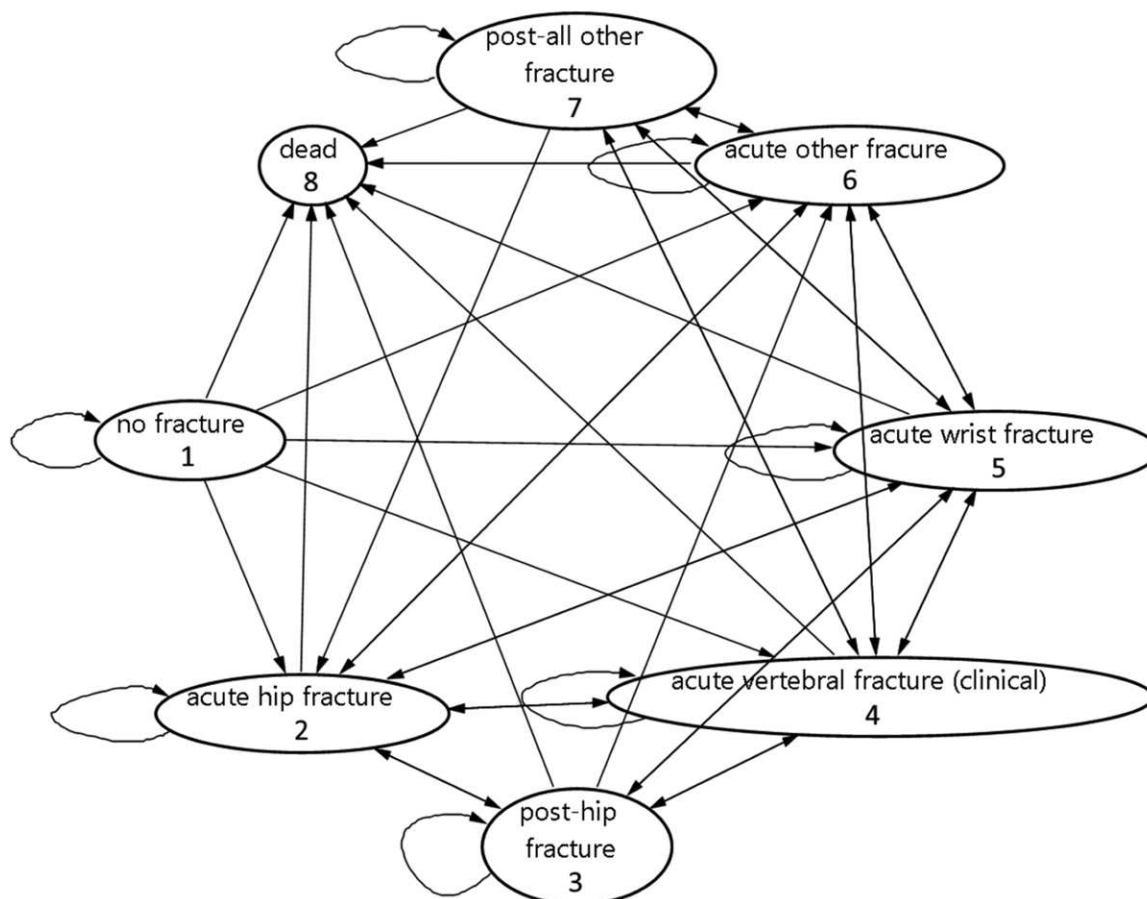 post-all other
fracture
7
dead
8
acute other fracure
6
no fracture
1
acute wrist fracture
5
acute hip fracture
2
acute vertebral fracture (clinical)
4
post-hip
fracture
3